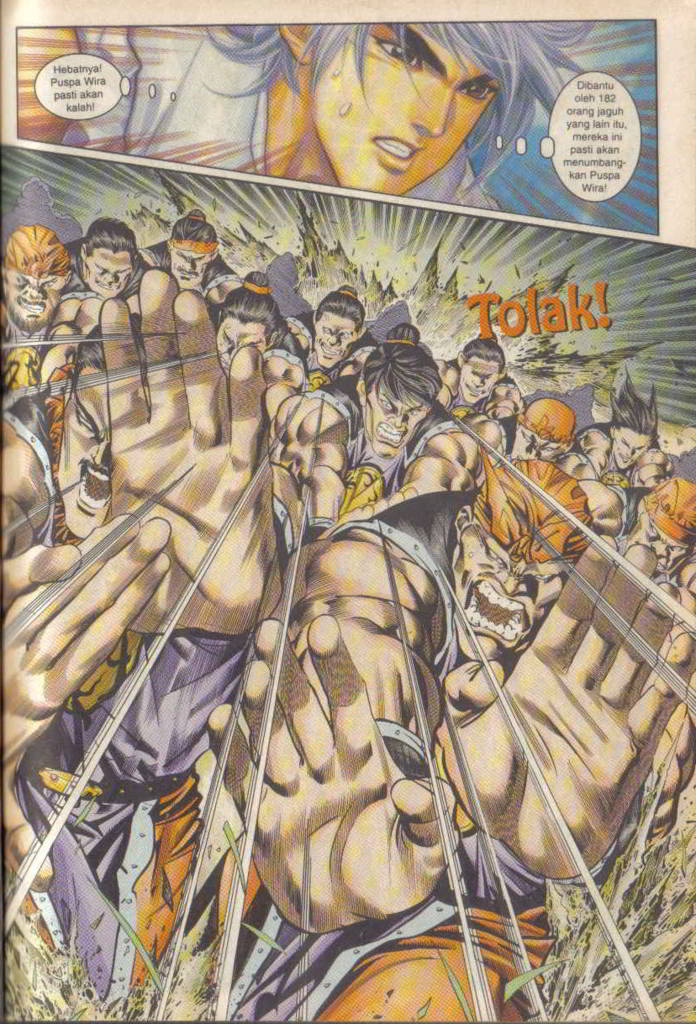 Hebatnya!
Puspa Wira
pasti akan
kalah!
Dibantu
oleh 182
orang jaguh
yang lain itu,
mereka ini
pasti akan
menumbang-
kan Puspa
Wira!
Tolak!